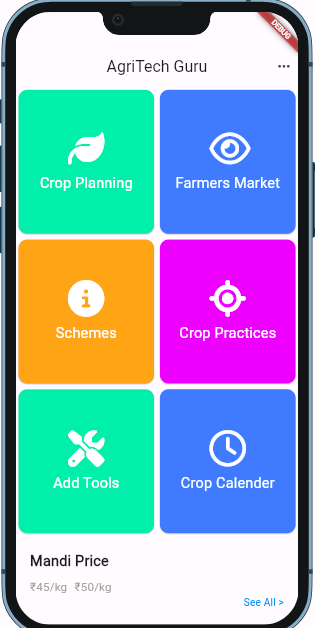 DEBUG
AgriTech Guru
Crop Planning
Farmers Market
Schemes
Crop Practices
Add Tools
Crop Calender
Mandi Price
₹45/kg ₹50/kg
See All >